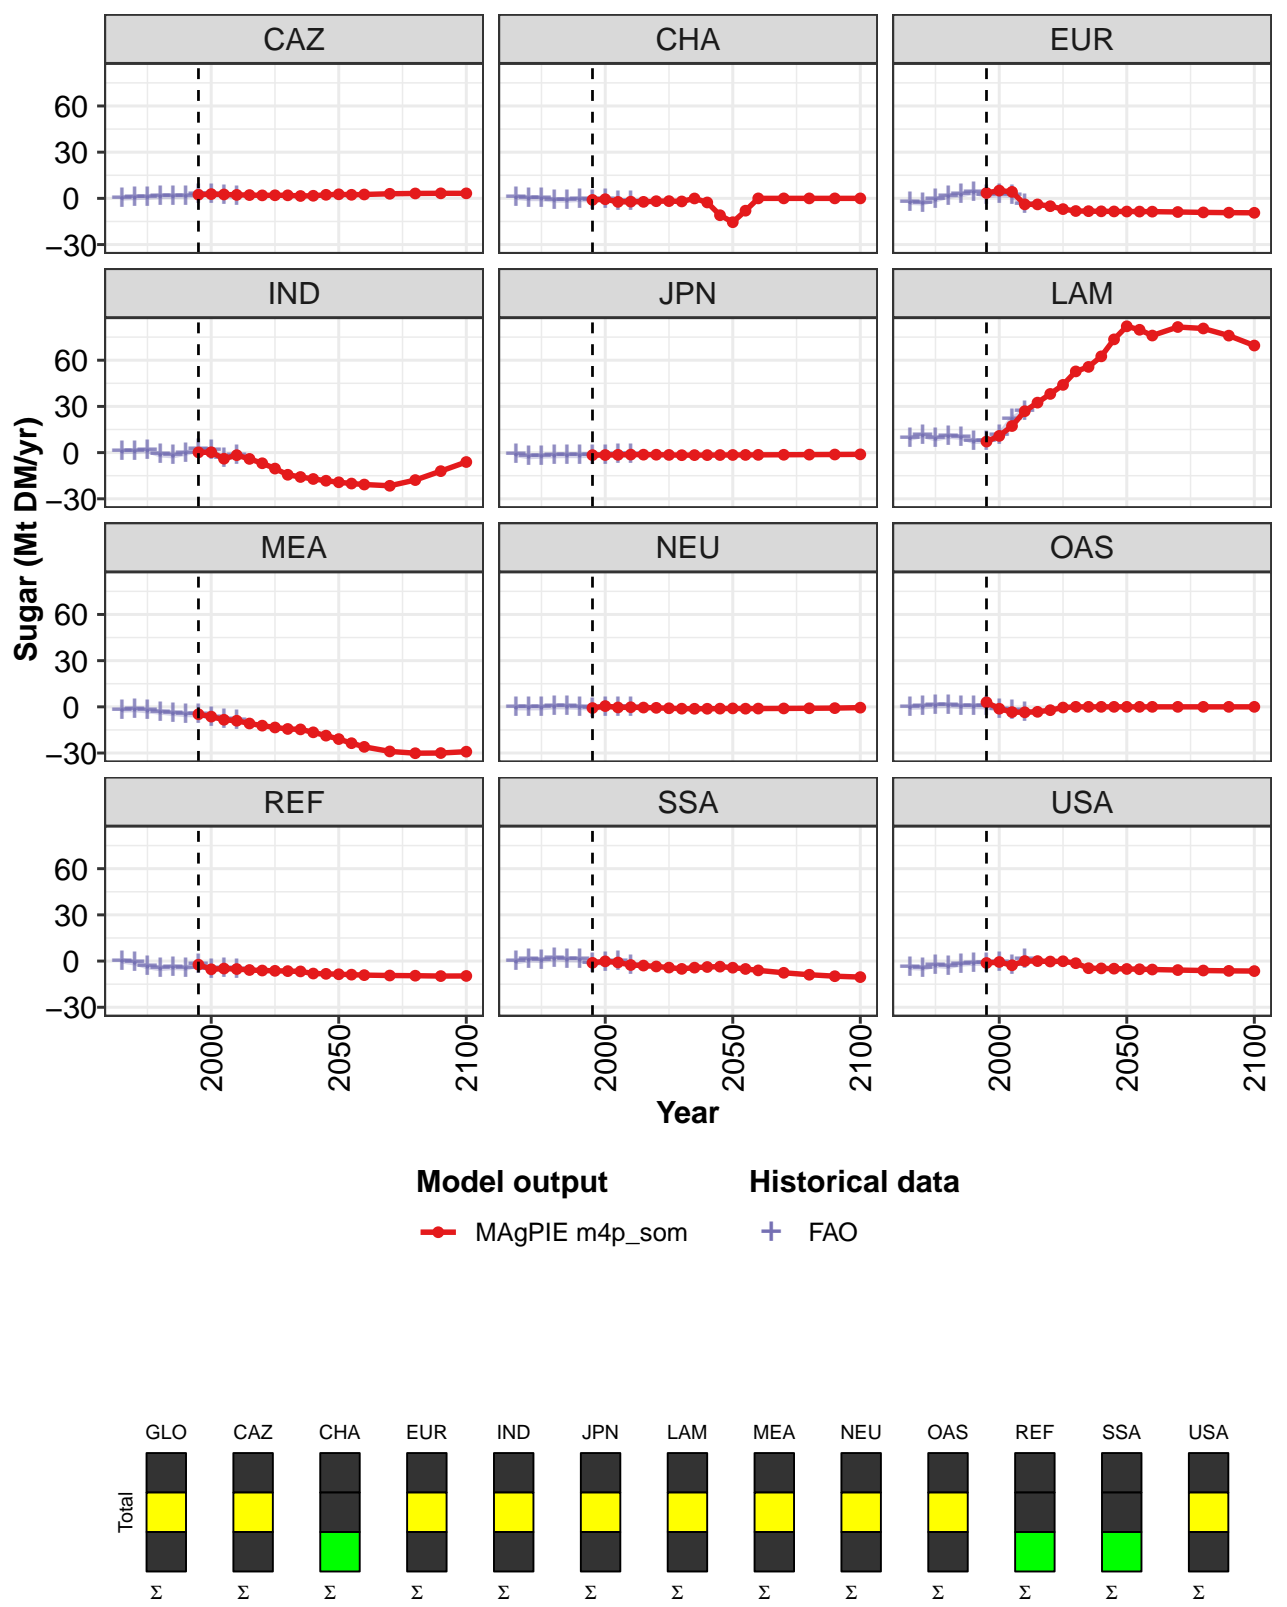 CAZ CHA EUR
60
30
0
−30
IND JPN LAM
60
30
0
−30
MEA NEU OAS
60
30
0
−30
REF SSA USA
60
30
0
−30
Sugar (Mt DM/yr)
2000 2050 2100 2000 2050 2100 2000 2050 2100
Year
Model output Historical data
MAgPIE m4p_som FAO
GLO CAZ CHA EUR IND JPN LAM MEA NEU OAS REF SSA USA
Total
Σ Σ Σ Σ Σ Σ Σ Σ Σ Σ Σ Σ Σ